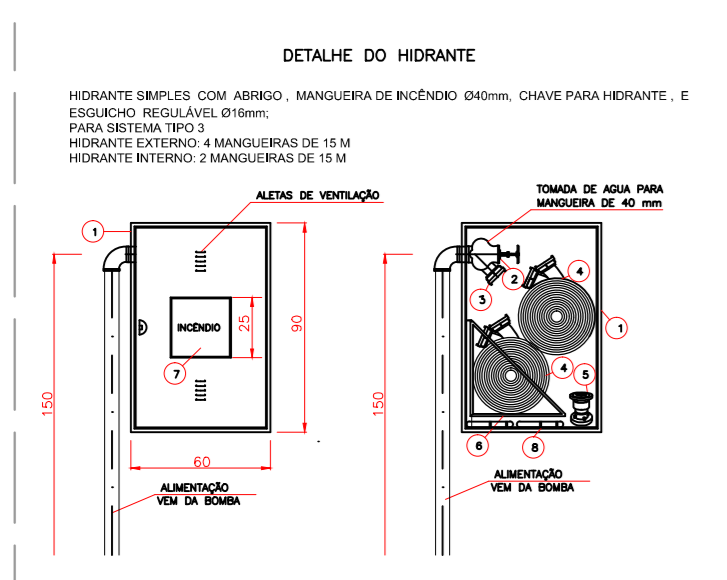 DETALHE DO HIDRANTE
HIDRANTE SIMPLES COM ABRIGO , MANGUEIRA DE INCÊNDIO Ø40mm, CHAVE PARA HIDRANTE , E
ESGUICHO REGULÁVEL Ø16mm;
PARA SISTEMA TIPO 3
HIDRANTE EXTERNO: 4 MANGUEIRAS DE 15 M
HIDRANTE INTERNO: 2 MANGUEIRAS DE 15 M
ALETAS DE VENTILAÇÃO
1
INCÊNDIO
25
90
7
150
60
ALIMENTAÇÃO
VEM DA BOMBA
TOMADA DE AGUA PARA
MANGUEIRA DE 40 mm
2
4
3
1
4
5
150
6
8
ALIMENTAÇÃO
VEM DA BOMBA